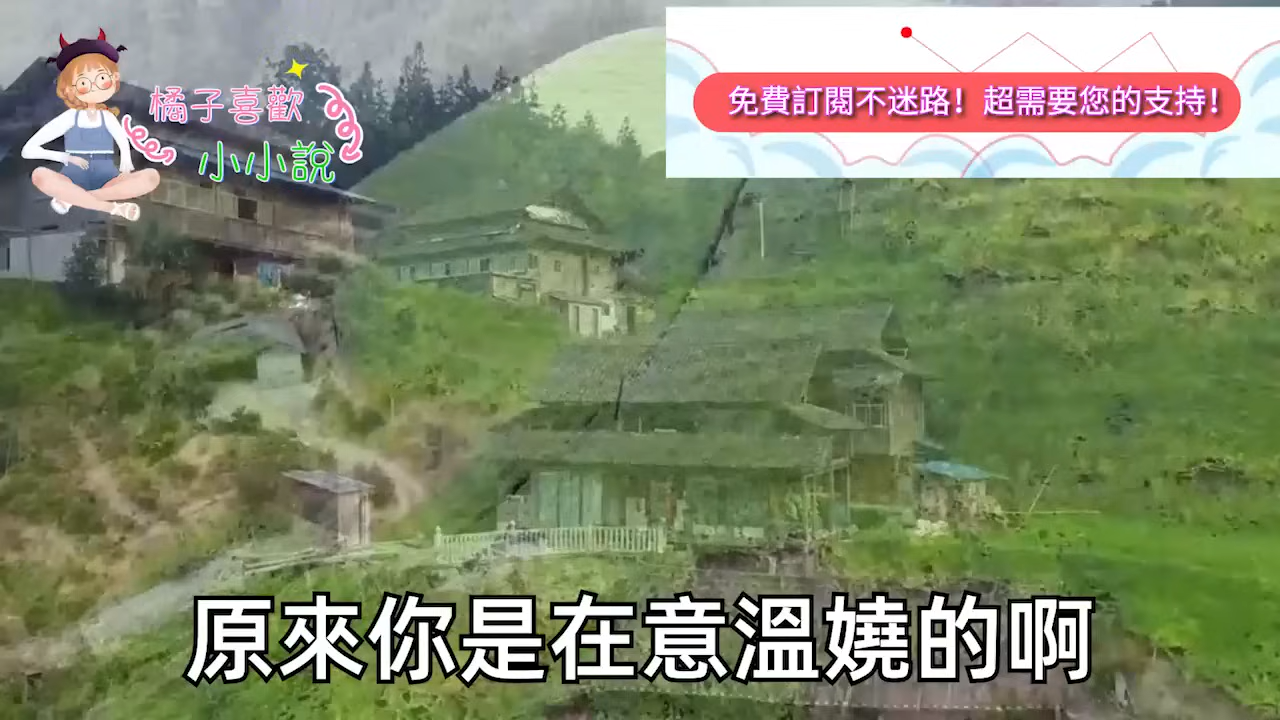 橘子喜歡
小小說
免費訂閱不迷路！超需要您的支持！
原來你是在意溫嬈的啊